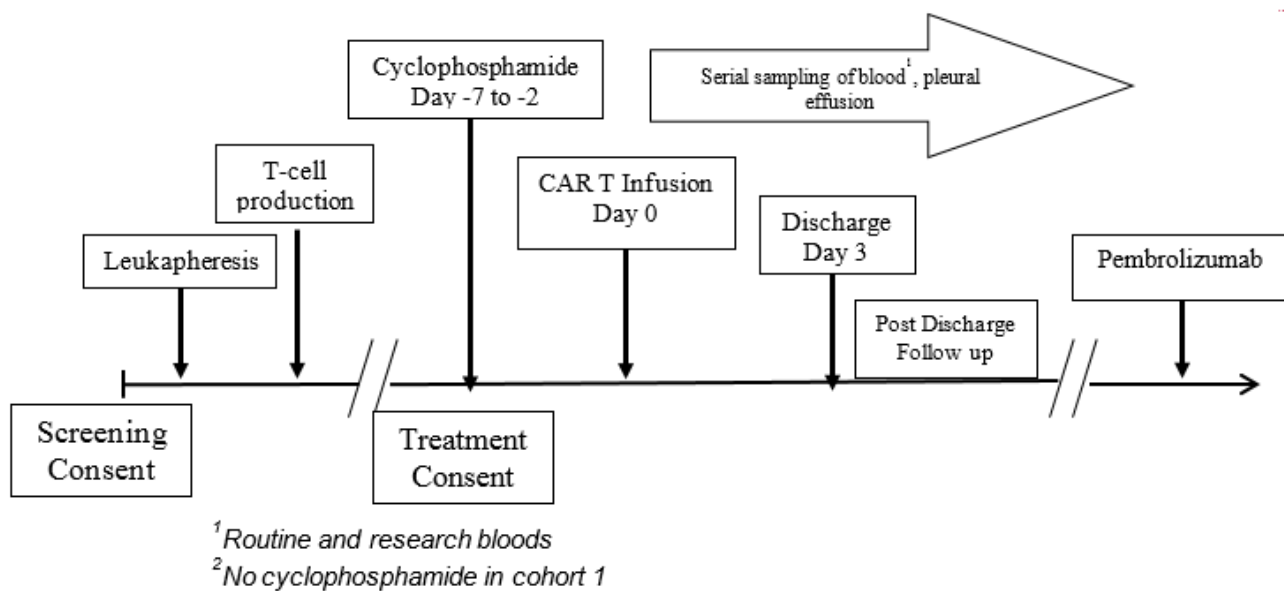 Cyclophosphamide
Day -7 to -2
Serial sampling of blood1, pleural
effusion
T-cell
production
CAR T Infusion
Day 0
Leukapheresis
Discharge
Day 3
Pembrolizumab
Post Discharge
Follow up
Screening
Consent
Treatment
Consent
1Routine and research bloods
2No cyclophosphamide in cohort 1